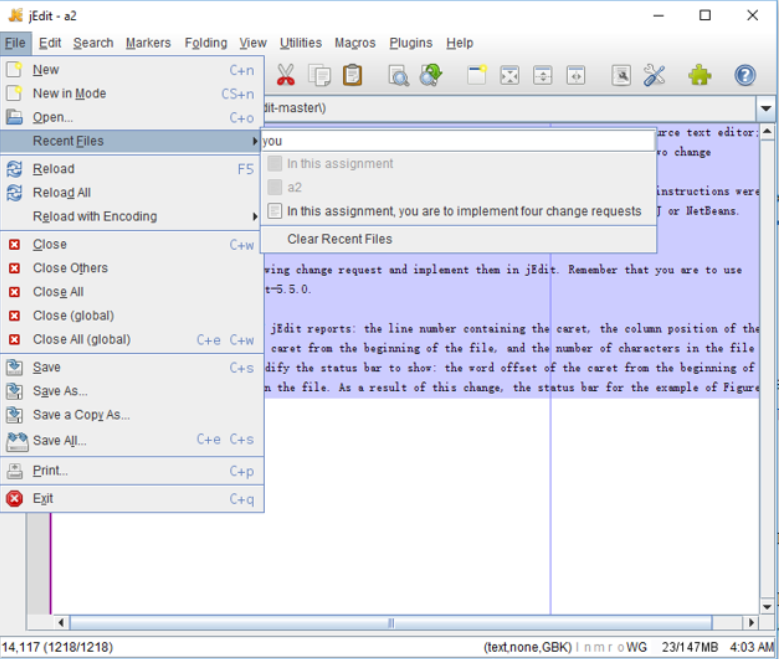 jEdit - a2
File Edit Search Markers Folding View Utilities Macros Plugins Help
New C+n
New in Mode CS+n
Open... C+o
dit-master\)
Recent Files you
urce text editor;
In this assignment
wo change
a2
instructions were
In this assignment, you are to implement four change requests
J or NetBeans.
Clear Recent Files
Reload F5
Reload All
Reload with Encoding
Close C+w
Close Others
wing change request and implement them in jEdit. Remember that you are to use
Close All
t-5.5.0.
Close (global)
jEdit reports: the line number containing the caret, the column position of the
Close All (global) C+e C+w
caret from the beginning of the file, and the number of characters in the file
Save C+s
dify the status bar to show: the word offset of the caret from the beginning of
Save As...
n the file. As a result of this change, the status bar for the example of Figure
Save a Copy As...
Save All... C+e C+s
Print... C+p
Exit C+q
14,117 (1218/1218) (text,none,GBK) l n m r o WG 23/147MB 4:03 AM